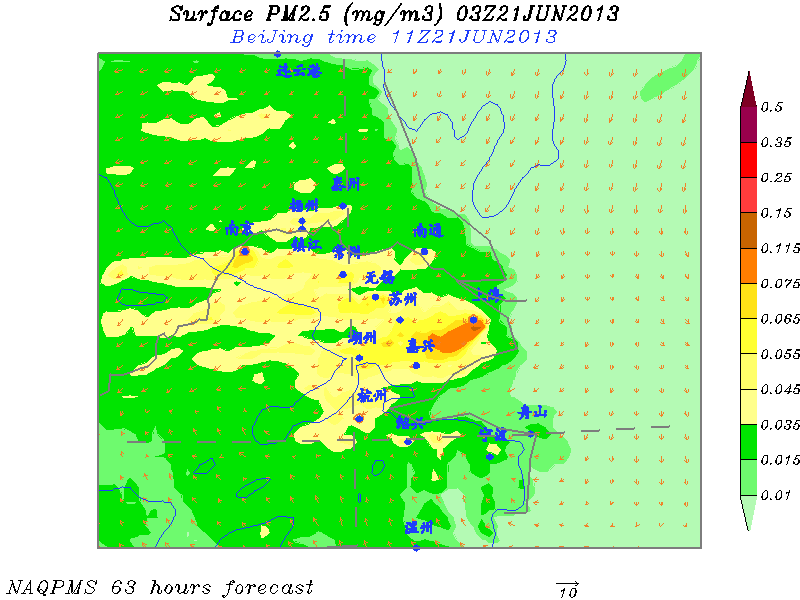 Surface PM2.5 (mg/m3) 03Z21JUN2013
BeiJing time 11Z21JUN2013
连云港
0.5
0.35
0.25
泰州
扬州
0.15
南京
镇江
常州
南通
0.115
无锡
0.075
苏州
上海
0.065
湖州
嘉兴
0.055
杭州
0.045
绍兴
舟山
0.035
宁波
0.015
0.01
温州
NAQPMS 63 hours forecast
10